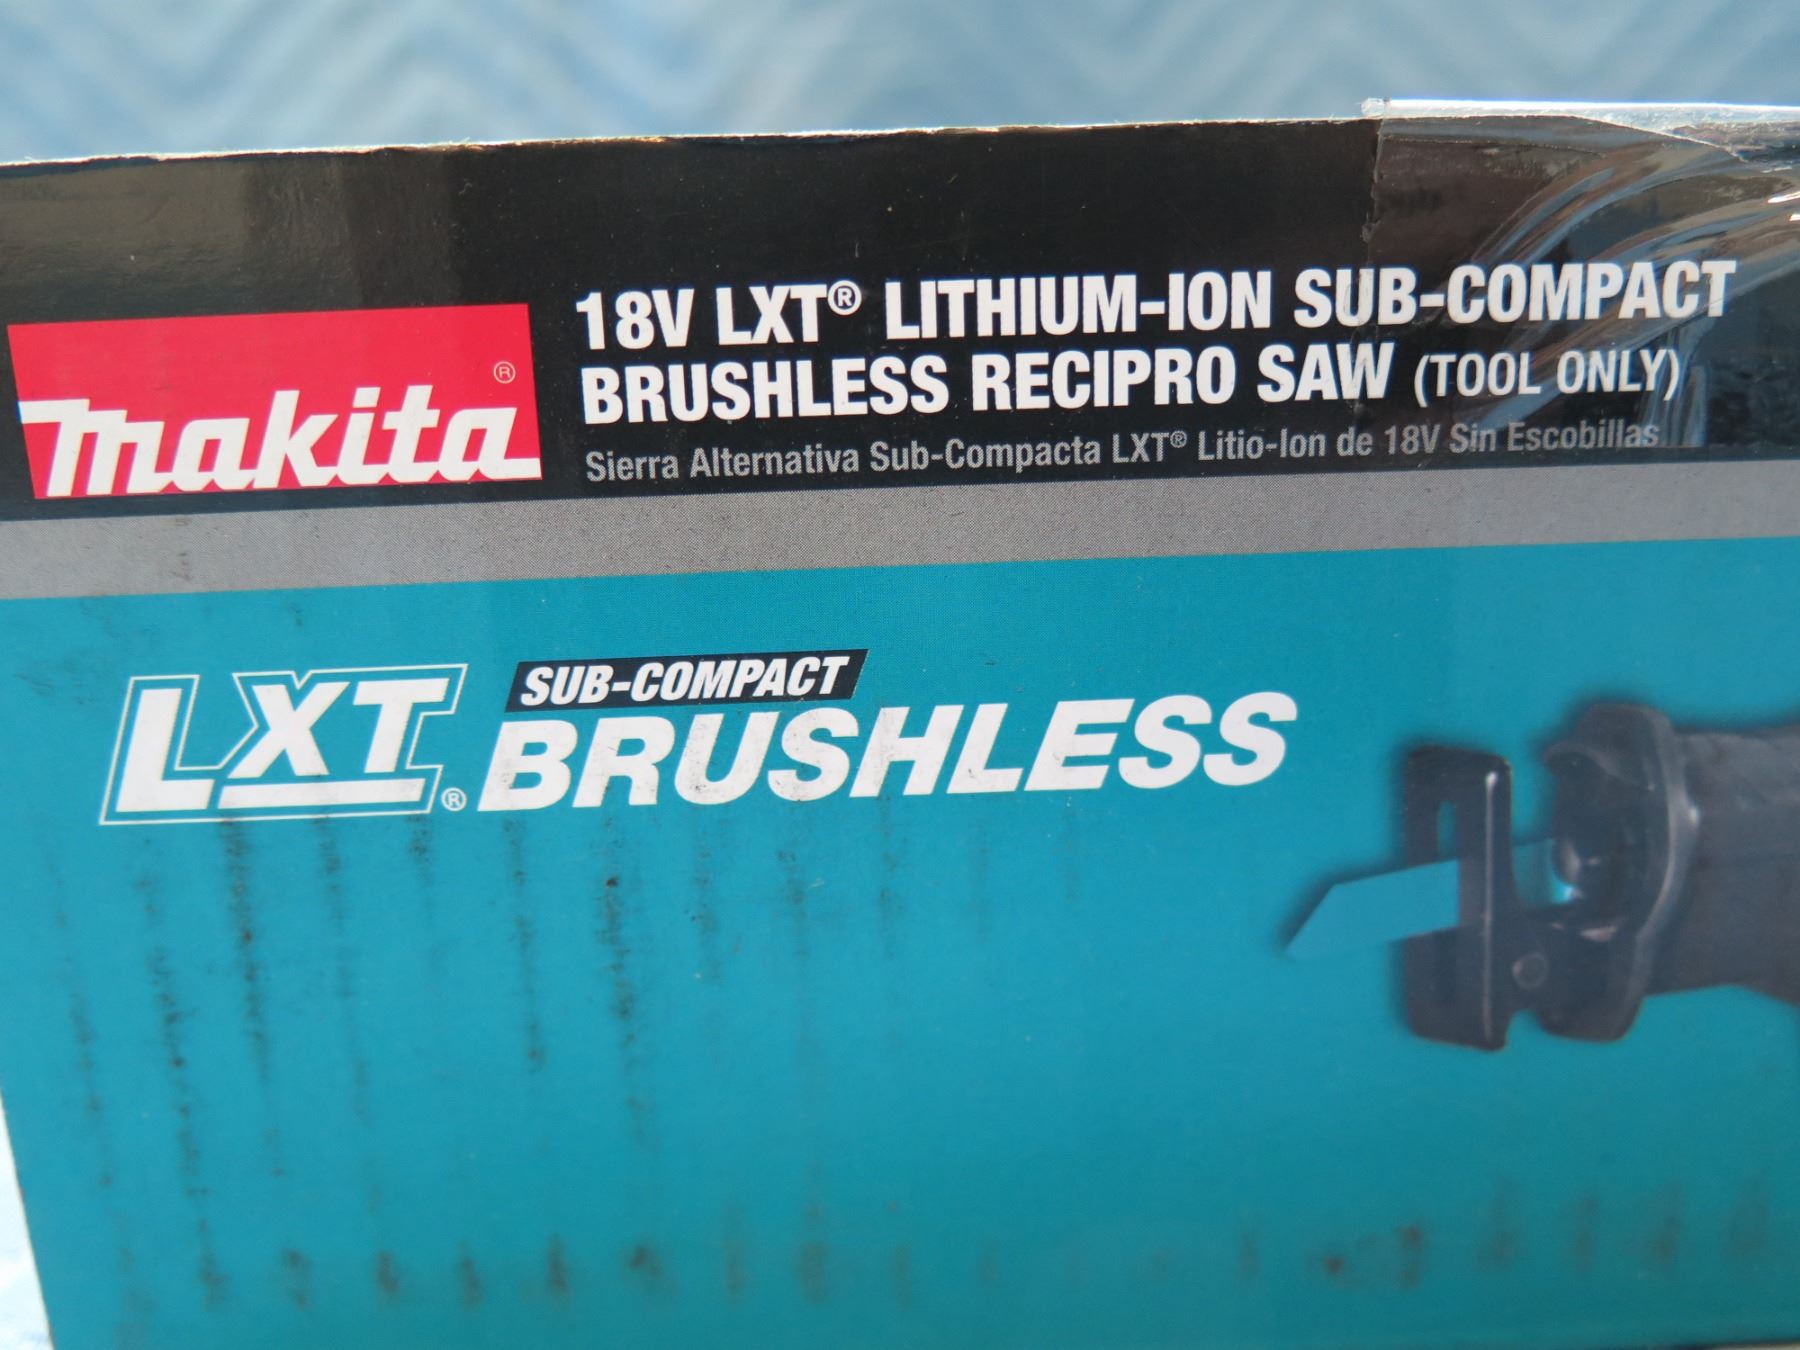 makita®
18V LXT® LITHIUM-ION SUB-COMPACT
BRUSHLESS RECIPRO SAW (TOOL ONLY)
Sierra Alternativa Sub-Compacta LXT® Litio-Ion de 18V Sin Escobillas
LXT®
SUB-COMPACT
BRUSHLESS